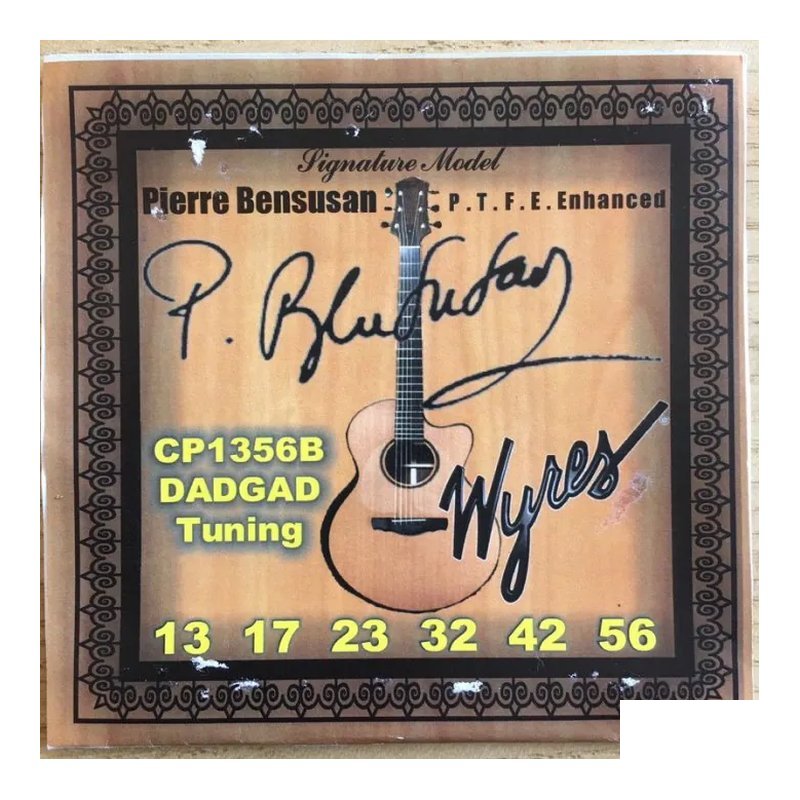 Signature Model
Pierre Bensusan P.T.F.E. Enhanced
P. Bensusan
CP1356B
DADGAD
Tuning
Wyres
13 17 23 32 42 56